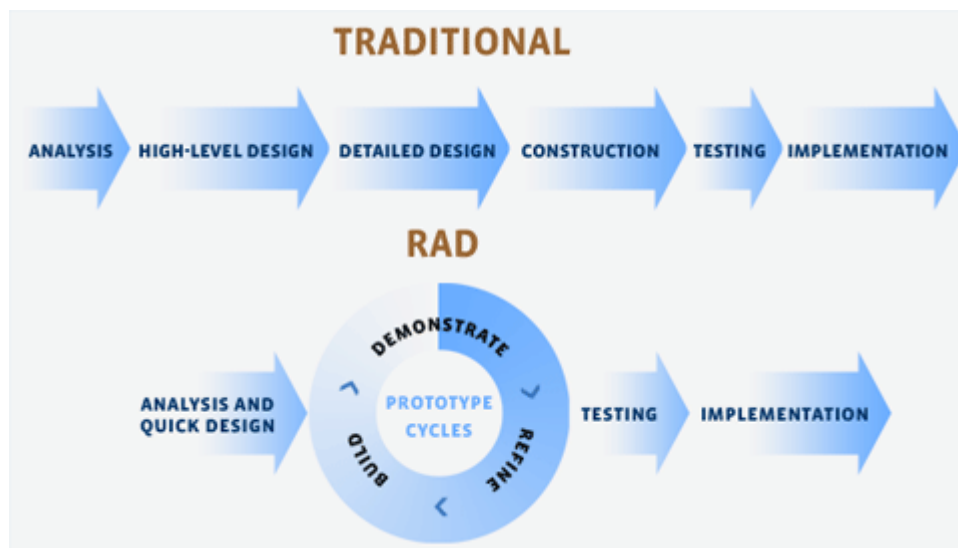 TRADITIONAL
ANALYSIS
HIGH-LEVEL DESIGN
DETAILED DESIGN
CONSTRUCTION
TESTING
IMPLEMENTATION
RAD
ANALYSIS AND
QUICK DESIGN
DEMONSTRATE
REFINE
BUILD
PROTOTYPE
CYCLES
TESTING
IMPLEMENTATION